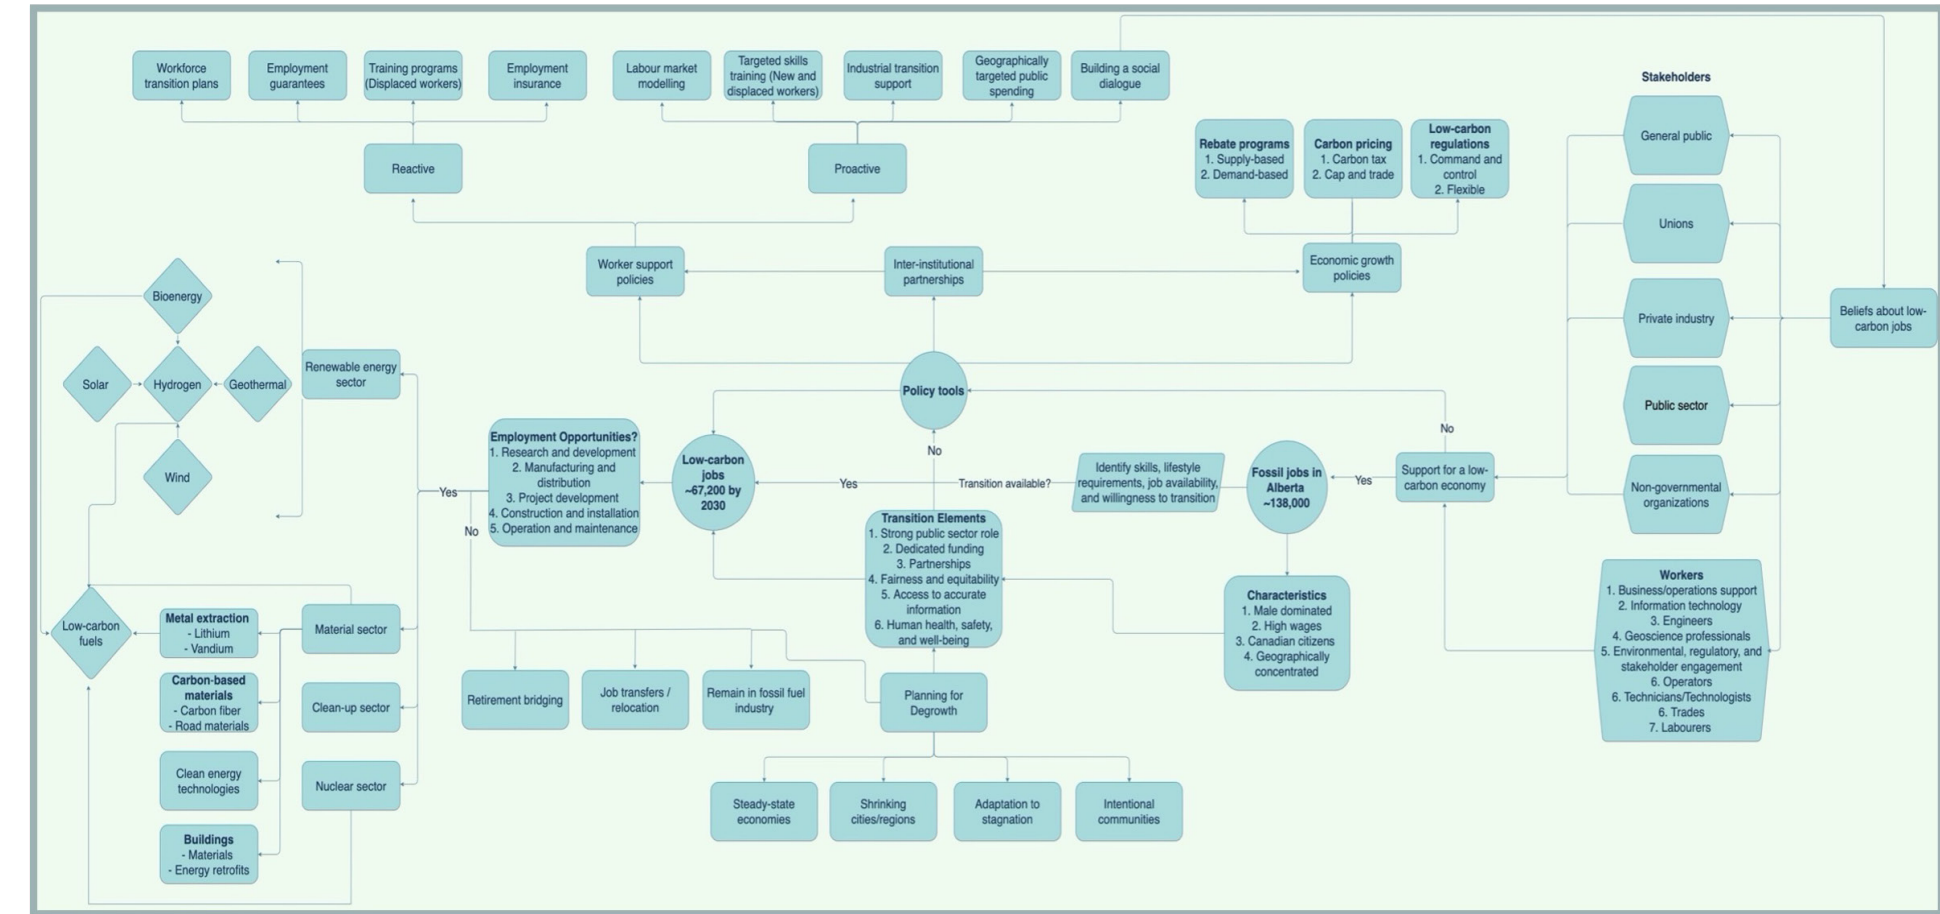 Workforce
transition plans
Employment
guarantees
Training programs
(Displaced workers)
Employment
insurance
Labour market
modelling
Targeted skills
training (New and
displaced workers)
Industrial transition
support
Geographically
targeted public
spending
Building a social
dialogue
Stakeholders
General public
Unions
Private industry
Public sector
Non-governmental
organizations
Reactive
Proactive
Rebate programs
1. Supply-based
2. Demand-based
Carbon pricing
1. Carbon tax
2. Cap and trade
Low-carbon
regulations
1. Command and
control
2. Flexible
Worker support
policies
Inter-institutional
partnerships
Economic growth
policies
Beliefs about low-
carbon jobs
Bioenergy
Solar
Hydrogen
Geothermal
Wind
Renewable energy
sector
Policy tools
Employment Opportunities?
1. Research and development
2. Manufacturing and
distribution
3. Project development
4. Construction and installation
5. Operation and maintenance
Yes
No
Low-carbon
jobs
~67,200 by
2030
Yes
No
Transition available?
Identify skills, lifestyle
requirements, job availability,
and willingness to transition
Fossil jobs in
Alberta
~138,000
Yes
No
Support for a low-
carbon economy
Transition Elements
1. Strong public sector role
2. Dedicated funding
3. Partnerships
4. Fairness and equitability
5. Access to accurate
information
6. Human health, safety,
and well-being
Characteristics
1. Male dominated
2. High wages
3. Canadian citizens
4. Geographically
concentrated
Workers
1. Business/operations support
2. Information technology
3. Engineers
4. Geoscience professionals
5. Environmental, regulatory, and
stakeholder engagement
6. Operators
6. Technicians/Technologists
6. Trades
7. Labourers
Low-carbon
fuels
Metal extraction
- Lithium
- Vandium
Carbon-based
materials
- Carbon fiber
- Road materials
Clean energy
technologies
Buildings
- Materials
- Energy retrofits
Material sector
Clean-up sector
Nuclear sector
Retirement bridging
Job transfers /
relocation
Remain in fossil fuel
industry
Planning for
Degrowth
Steady-state
economies
Shrinking
cities/regions
Adaptation to
stagnation
Intentional
communities